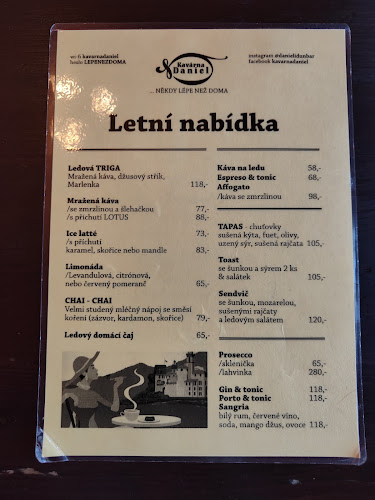 wi-fi kavarnadaniel
heslo LEPENEZDOMA
Kavárna
& Daniel
instagram @danielidunbar
facebook kavarnadaniel
... NĚKDY LÉPE NEŽ DOMA
Letní nabídka
Ledová TRIGA
Mražená káva, džusový střik,
Marlenka 118,-
Mražená káva
/se zmrzlinou a šlehačkou 77,-
/s příchutí LOTUS 88,-
Ice latté 73,-
/s příchutí
karamel, skořice nebo mandle 83,-
Limonáda
/Levandulová, citrónová,
nebo červený pomeranč 65,-
CHAI - CHAI
Velmi studený mléčný nápoj se směsí
koření (zázvor, kardamon, skořice) 79,-
Ledový domácí čaj 65,-
Káva na ledu 58,-
Espreso & tonic 68,-
Affogato
/káva se zmrzlinou 98,-
TAPAS - chuťovky
sušená kýta, fuet, olivy,
uzený sýr, sušená rajčata 105,-
Toast
se šunkou a sýrem 2 ks
& salátek 105,-
Sendvič
se šunkou, mozarelou,
sušenými rajčaty
a ledovým salátem 120,-
Prosecco
/sklenička 65,-
/lahvinka 280,-
Gin & tonic 118,-
Porto & tonic 118,-
Sangria
bílý rum, červené víno,
soda, mango džus, ovoce 118,-